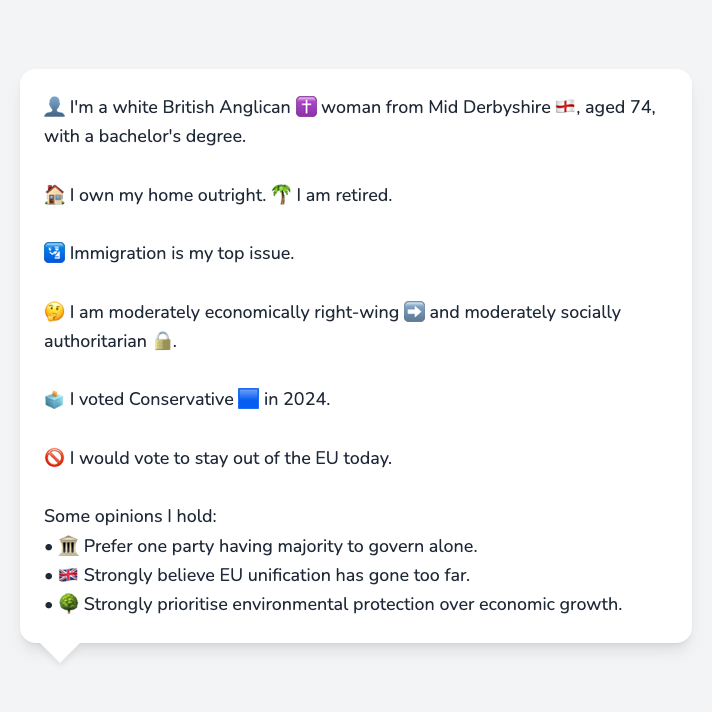 👤 I'm a white British Anglican ✝️ woman from Mid Derbyshire 🏴󠁧󠁢󠁥󠁮󠁧󠁿, aged 74,
with a bachelor's degree.
🏠 I own my home outright. 🌴 I am retired.
🛂 Immigration is my top issue.
🤔 I am moderately economically right-wing ➡️ and moderately socially
authoritarian 🔒.
🗳️ I voted Conservative 🟦 in 2024.
🚫 I would vote to stay out of the EU today.
Some opinions I hold:
• 🏛️ Prefer one party having majority to govern alone.
• 🇬🇧 Strongly believe EU unification has gone too far.
• 🌳 Strongly prioritise environmental protection over economic growth.